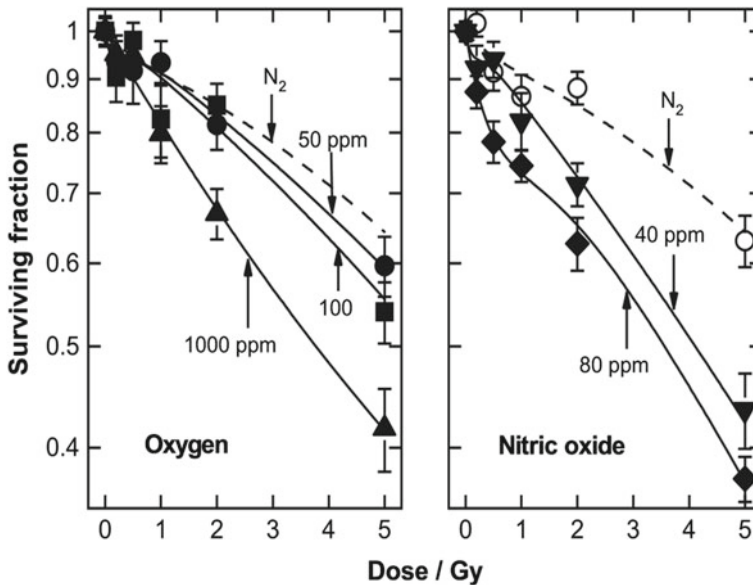 Surviving fraction
1
0.9
0.8
0.7
0.6
0.5
0.4
N2
50 ppm
100
1000 ppm
Oxygen
0 1 2 3 4 5
N2
40 ppm
80 ppm
Nitric oxide
0 1 2 3 4 5
Dose / Gy